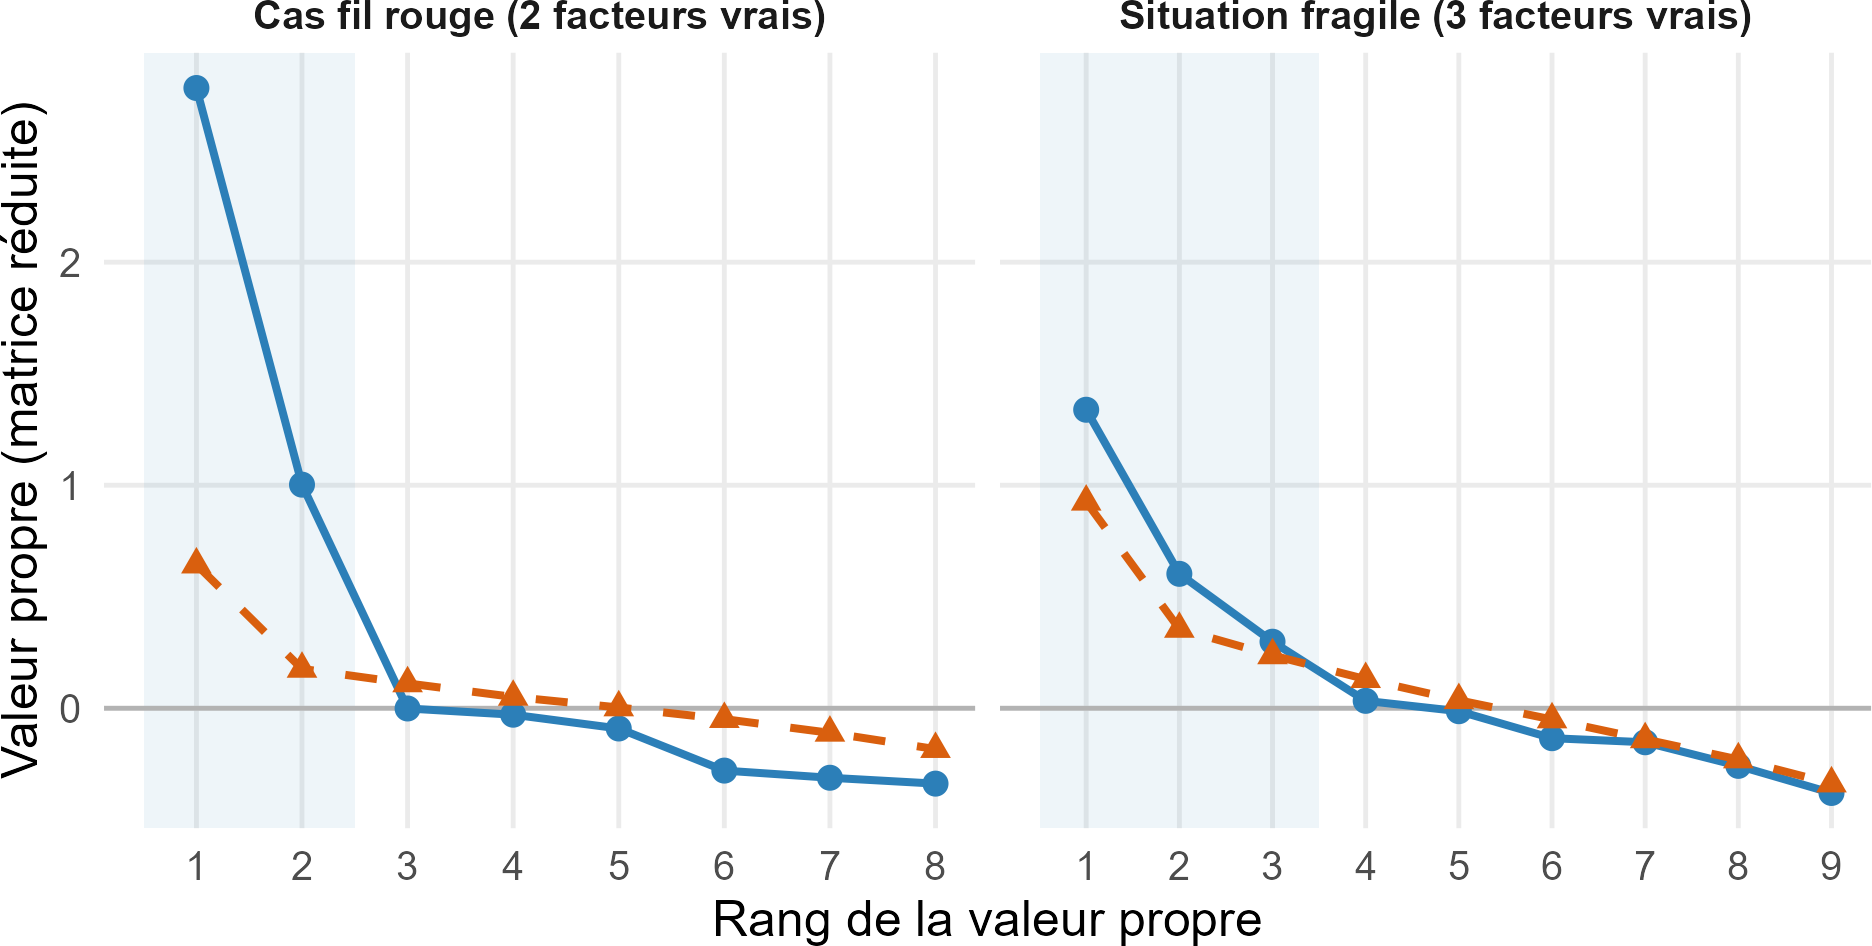 Cas fil rouge (2 facteurs vrais)
Situation fragile (3 facteurs vrais)
Valeur propre (matrice réduite)
2
1
0
1 2 3 4 5 6 7 8
1 2 3 4 5 6 7 8 9
Rang de la valeur propre